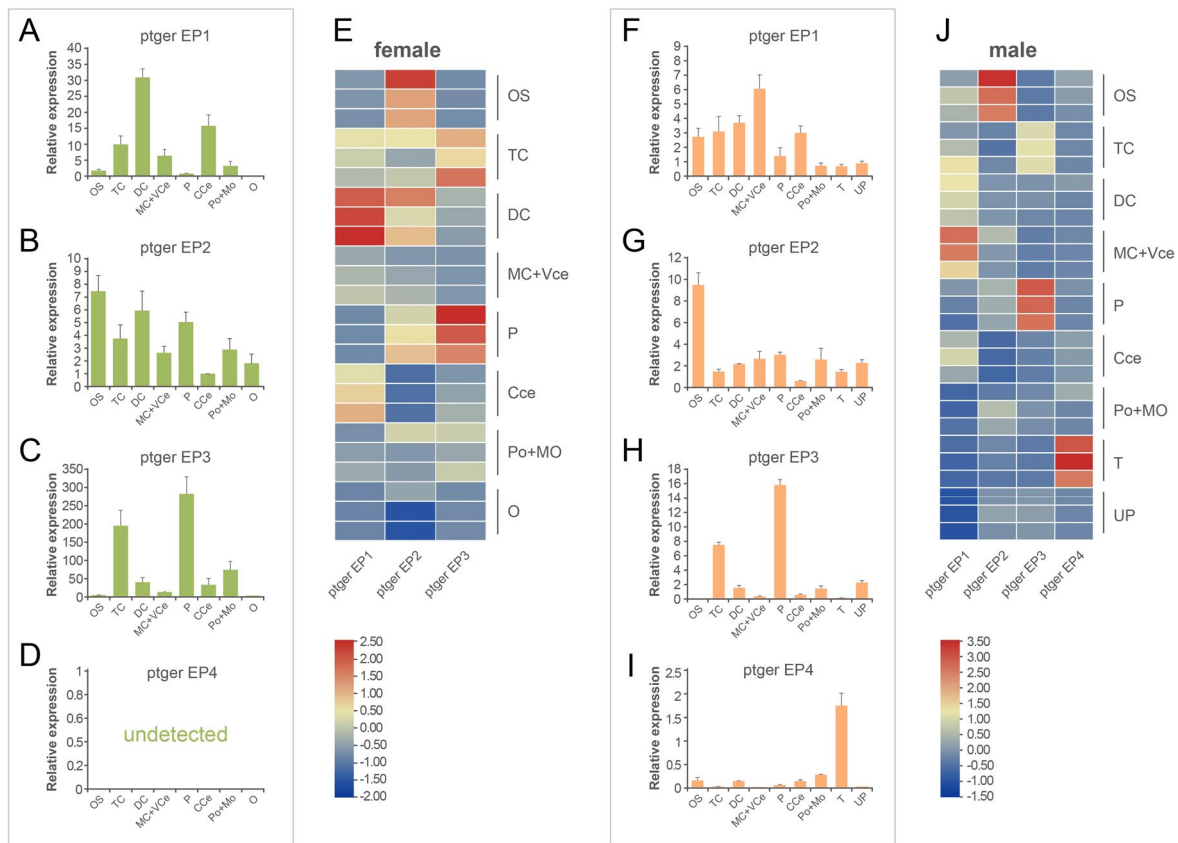 A
ptger EP1
Relative expression
40
35
30
25
20
15
10
5
0
OS
TC
DC
MC+VCe
P
CCe
Po+Mo
O
B
ptger EP2
Relative expression
10
9
8
7
6
5
4
3
2
1
0
OS
TC
DC
MC+VCe
P
CCe
Po+Mo
O
C
ptger EP3
Relative expression
350
300
250
200
150
100
50
0
OS
TC
DC
MC+VCe
P
CCe
Po+Mo
O
D
ptger EP4
Relative expression
1
0.8
0.6
0.5
0.2
0
undetected
OS
TC
DC
MC+VCe
P
CCe
Po+Mo
O
E
female
OS
TC
DC
MC+Vce
P
Cce
Po+MO
O
ptger EP1
ptger EP2
ptger EP3
2.50
2.00
1.50
1.00
0.50
0.00
-0.50
-1.00
-1.50
-2.00
F
ptger EP1
Relative expression
9
8
7
6
5
4
3
2
1
0
OS
TC
DC
MC+VCe
P
CCe
Po+Mo
T
UP
G
ptger EP2
Relative expression
12
10
8
6
4
2
0
OS
TC
DC
MC+VCe
P
CCe
Po+Mo
T
UP
H
ptger EP3
Relative expression
18
16
14
12
10
8
6
4
2
0
OS
TC
DC
MC+VCe
P
CCe
Po+Mo
T
UP
I
ptger EP4
Relative expression
2.5
2
1.5
1
0.5
0
OS
TC
DC
MC+VCe
P
CCe
Po+Mo
T
UP
J
male
OS
TC
DC
MC+Vce
P
Cce
Po+MO
T
UP
ptger EP1
ptger EP2
ptger EP3
ptger EP4
3.50
3.00
2.50
2.00
1.50
1.00
0.50
0.00
-0.50
-1.00
-1.50